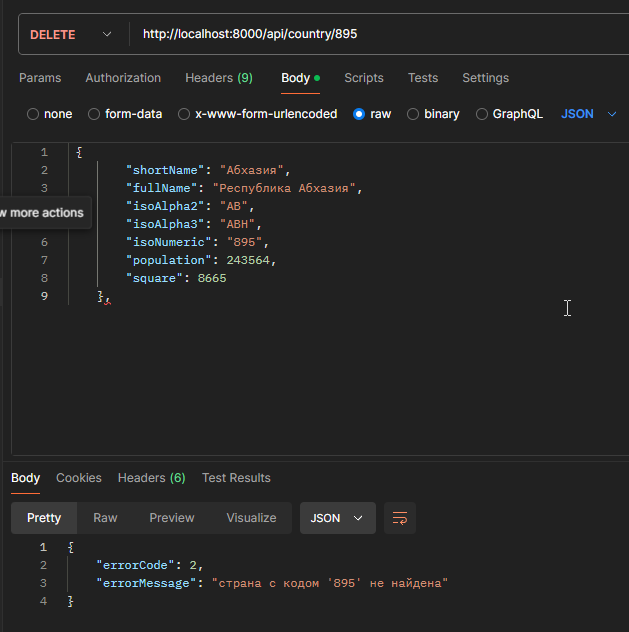 DELETE http://localhost:8000/api/country/895
Params Authorization Headers (9) Body Scripts Tests Settings
none form-data x-www-form-urlencoded raw binary GraphQL JSON
1 {
2 "shortName": "Абхазия",
3 "fullName": "Республика Абхазия",
"isoAlpha2": "AB",
w more actions
"isoAlpha3": "ABH",
6 "isoNumeric": "895",
7 "population": 243564,
8 "square": 8665
9 },
Body Cookies Headers (6) Test Results
Pretty Raw Preview Visualize JSON
1 {
2 "errorCode": 2,
3 "errorMessage": "страна с кодом '895' не найдена"
4 }